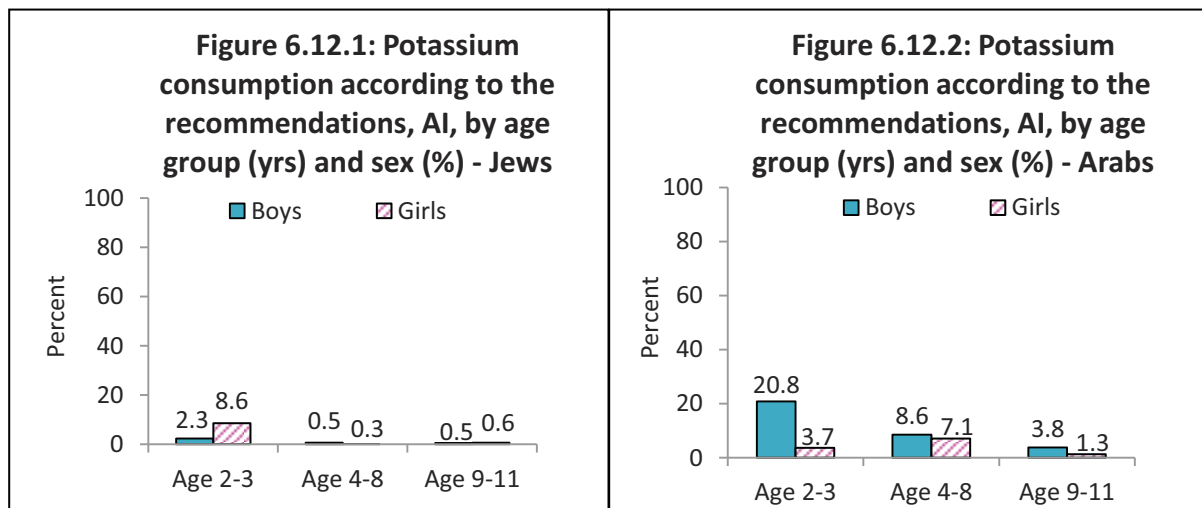 Figure 6.12.1: Potassium
consumption according to the
recommendations, AI, by age
group (yrs) and sex (%) - Jews
100
80
60
40
20
0
Percent
Boys
Girls
2.3
8.6
0.5
0.3
0.5
0.6
Age 2-3
Age 4-8
Age 9-11
Figure 6.12.2: Potassium
consumption according to the
recommendations, AI, by age
group (yrs) and sex (%) - Arabs
100
80
60
40
20
0
Percent
Boys
Girls
20.8
3.7
8.6
7.1
3.8
1.3
Age 2-3
Age 4-8
Age 9-11